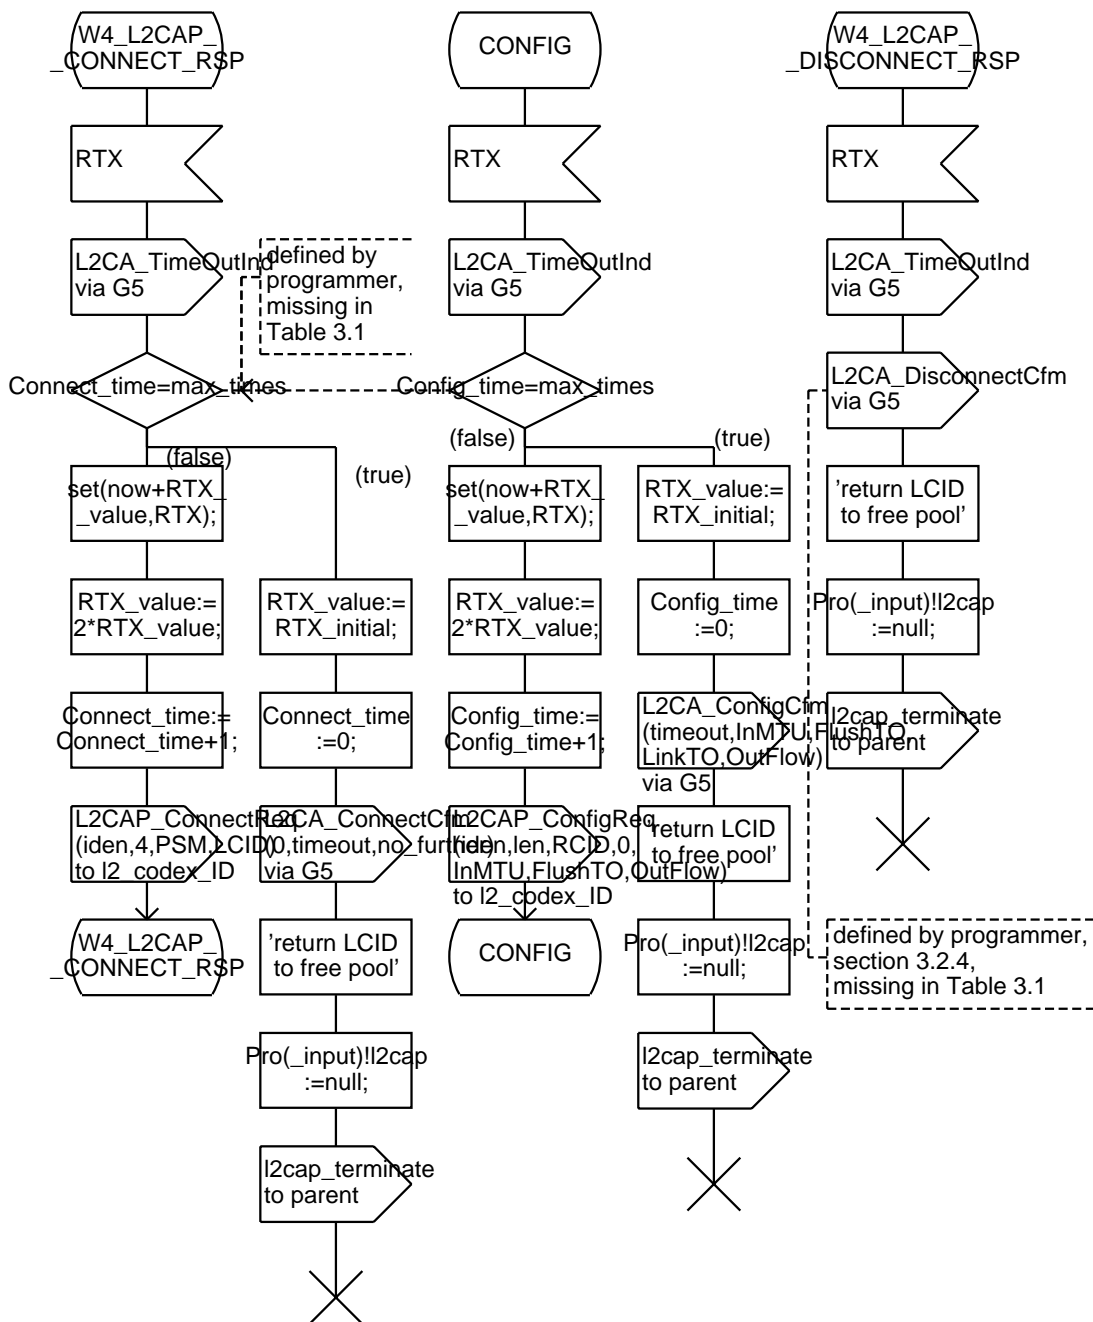 W4_L2CAP_
_CONNECT_RSP
RTX
L2CA_TimeOutInd
via G5
defined by
programmer,
missing in
Table 3.1
Connect_time=max_times
(false)
(true)
set(now+RTX_
_value,RTX);
RTX_value:=
2*RTX_value;
Connect_time:=
Connect_time+1;
L2CAP_ConnectReq
(iden,4,PSM,LCID)
to l2_codex_ID
W4_L2CAP_
_CONNECT_RSP
RTX_value:=
RTX_initial;
Connect_time
:=0;
L2CA_ConnectCfm
(0,timeout,no_further)
via G5
'return LCID
to free pool'
Pro(_input)!l2cap
:=null;
l2cap_terminate
to parent
CONFIG
RTX
L2CA_TimeOutInd
via G5
Config_time=max_times
(false)
(true)
set(now+RTX_
_value,RTX);
RTX_value:=
2*RTX_value;
Config_time:=
Config_time+1;
L2CAP_ConfigReq
(iden,len,RCID,0,
InMTU,FlushTO,OutFlow)
to l2_codex_ID
CONFIG
RTX_value:=
RTX_initial;
Config_time
:=0;
L2CA_ConfigCfm
(timeout,InMTU,FlushTO,
LinkTO,OutFlow)
via G5
'return LCID
to free pool'
Pro(_input)!l2cap
:=null;
l2cap_terminate
to parent
W4_L2CAP_
_DISCONNECT_RSP
RTX
L2CA_TimeOutInd
via G5
L2CA_DisconnectCfm
via G5
'return LCID
to free pool'
Pro(_input)!l2cap
:=null;
l2cap_terminate
to parent
defined by programmer,
section 3.2.4,
missing in Table 3.1